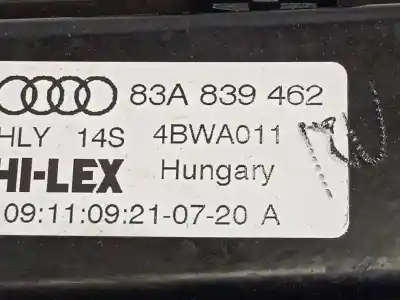 83A 839 462
HLY 14S 4BWA011
HI-LEX Hungary
09:11:09:21-07-20 A